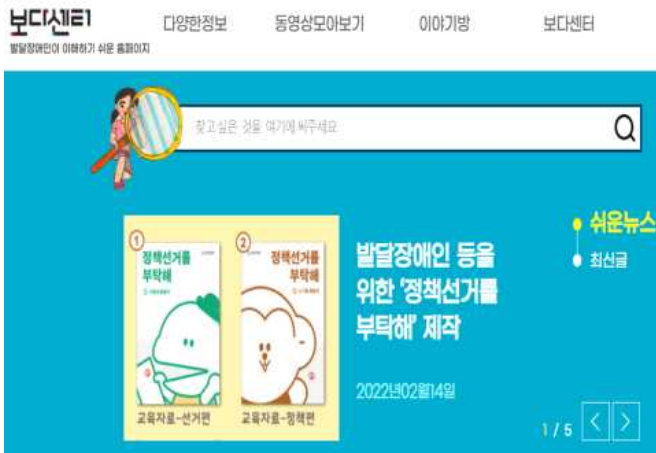 보다센터
발달장애인이 이해하기 쉬운 홈페이지
다양한정보
동영상모아보기
이야기방
보다센터
찾고 싶은 것을 여기에 써주세요
쉬운뉴스
최신글
1
정책선거를
부탁해
교육자료-선거편
2
정책선거를
부탁해
교육자료-정책편
발달장애인 등을
위한 '정책선거를
부탁해' 제작
2022년02월14일
1 / 5